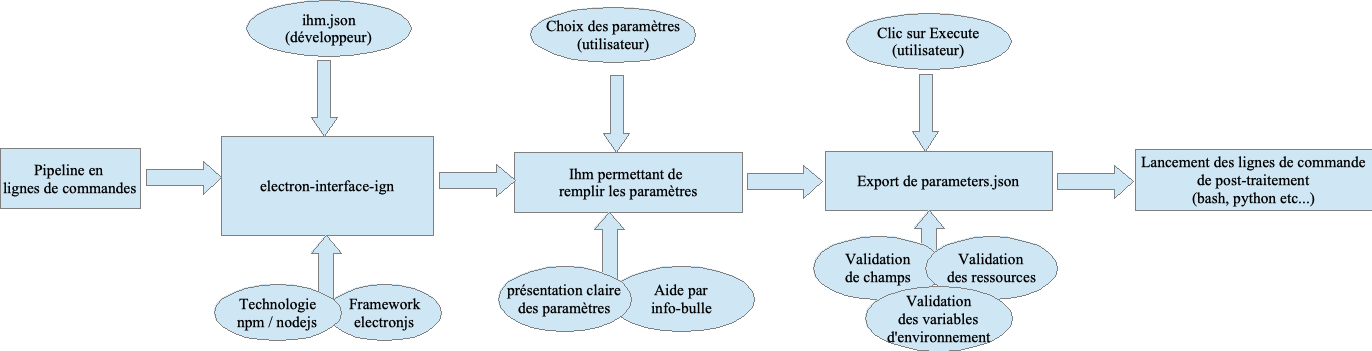 ihm.json
(développeur)
Choix des paramètres
(utilisateur)
Clic sur Execute
(utilisateur)
Pipeline en
lignes de commandes
electron-interface-ign
Ihm permettant de
remplir les paramètres
Export de parameters.json
Lancement des lignes de commande
de post-traitement
(bash, python etc...)
Technologie
npm / nodejs
Framework
electronjs
présentation claire
des paramètres
Aide par
info-bulle
Validation
de champs
Validation
des ressources
Validation
des variables
d'environnement